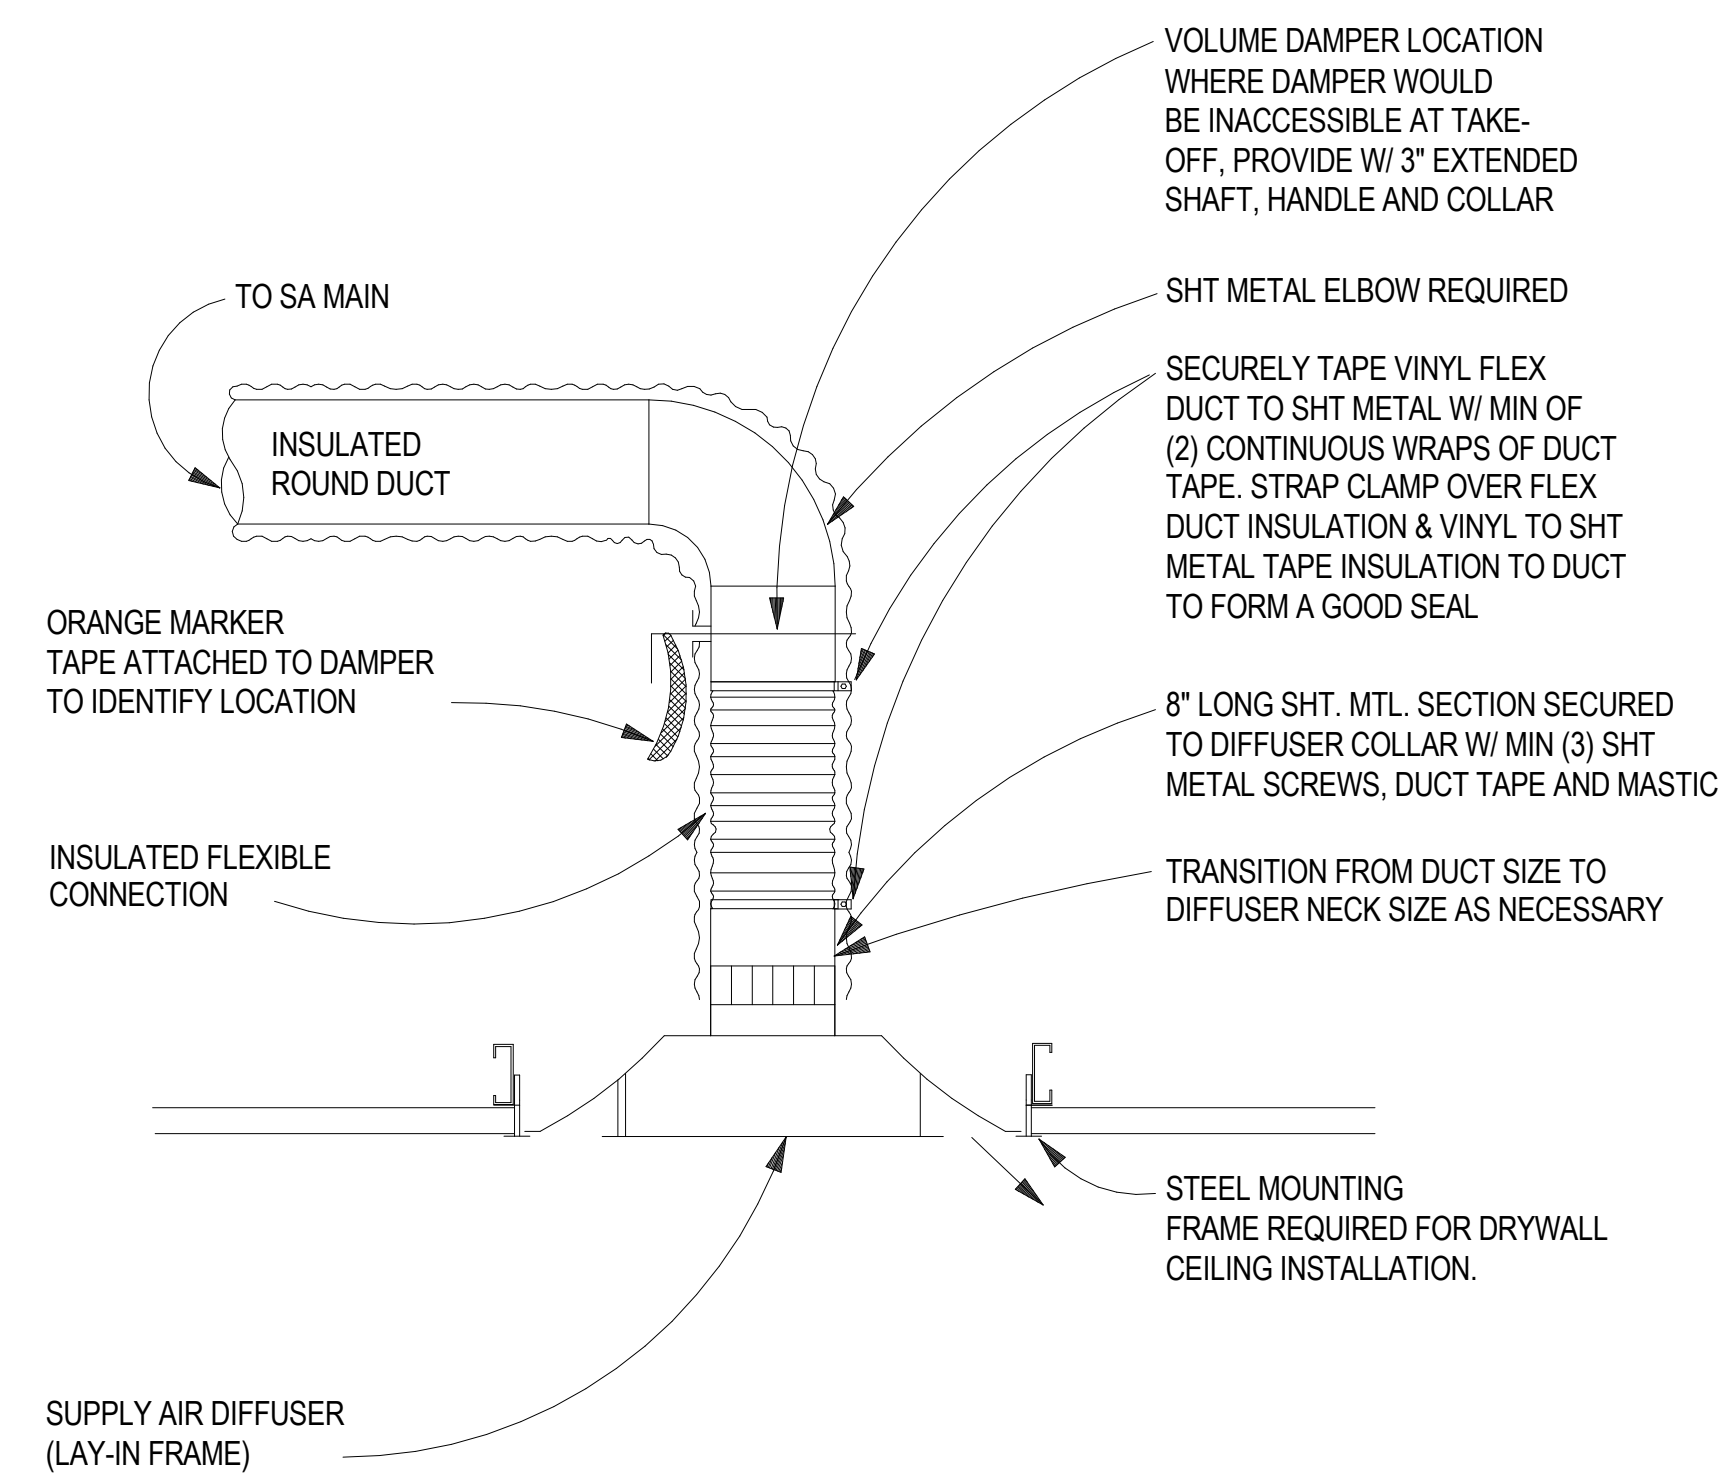 VOLUME DAMPER LOCATION
WHERE DAMPER WOULD
BE INACCESSIBLE AT TAKE-
OFF, PROVIDE W/ 3" EXTENDED
SHAFT, HANDLE AND COLLAR
TO SA MAIN
SHT METAL ELBOW REQUIRED
INSULATED
ROUND DUCT
SECURELY TAPE VINYL FLEX
DUCT TO SHT METAL W/ MIN OF
(2) CONTINUOUS WRAPS OF DUCT
TAPE. STRAP CLAMP OVER FLEX
DUCT INSULATION & VINYL TO SHT
METAL TAPE INSULATION TO DUCT
TO FORM A GOOD SEAL
ORANGE MARKER
TAPE ATTACHED TO DAMPER
TO IDENTIFY LOCATION
8" LONG SHT. MTL. SECTION SECURED
TO DIFFUSER COLLAR W/ MIN (3) SHT
METAL SCREWS, DUCT TAPE AND MASTIC
INSULATED FLEXIBLE
CONNECTION
TRANSITION FROM DUCT SIZE TO
DIFFUSER NECK SIZE AS NECESSARY
STEEL MOUNTING
FRAME REQUIRED FOR DRYWALL
CEILING INSTALLATION.
SUPPLY AIR DIFFUSER
(LAY-IN FRAME)